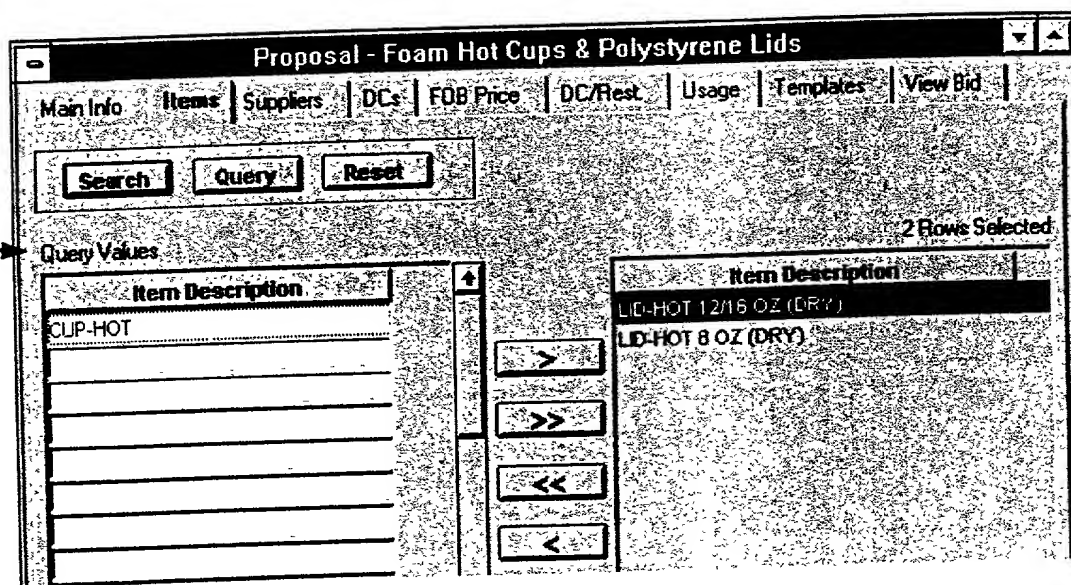 Proposal - Foam Hot Cups & Polystyrene Lids
Main Info Items Suppliers DCs FOB Price DC/Rest. Usage Templates View Bid
Search Query Reset
2 Rows Selected
Query Values
Item Description Item Description
CUP-HOT LID-HOT 12/16 OZ (DRY)
LID-HOT 8 OZ (DRY)
>
>>
<<
<